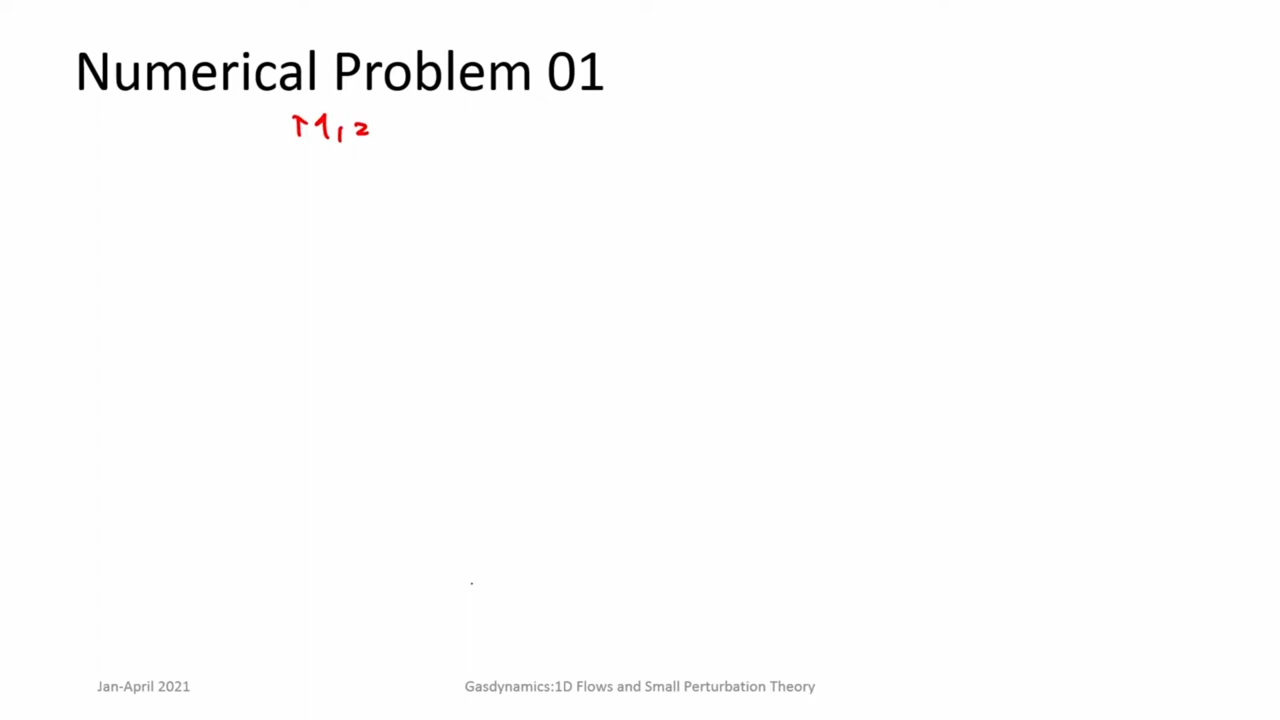 Numerical Problem 01
Jan-April 2021
Gasdynamics:1D Flows and Small Perturbation Theory